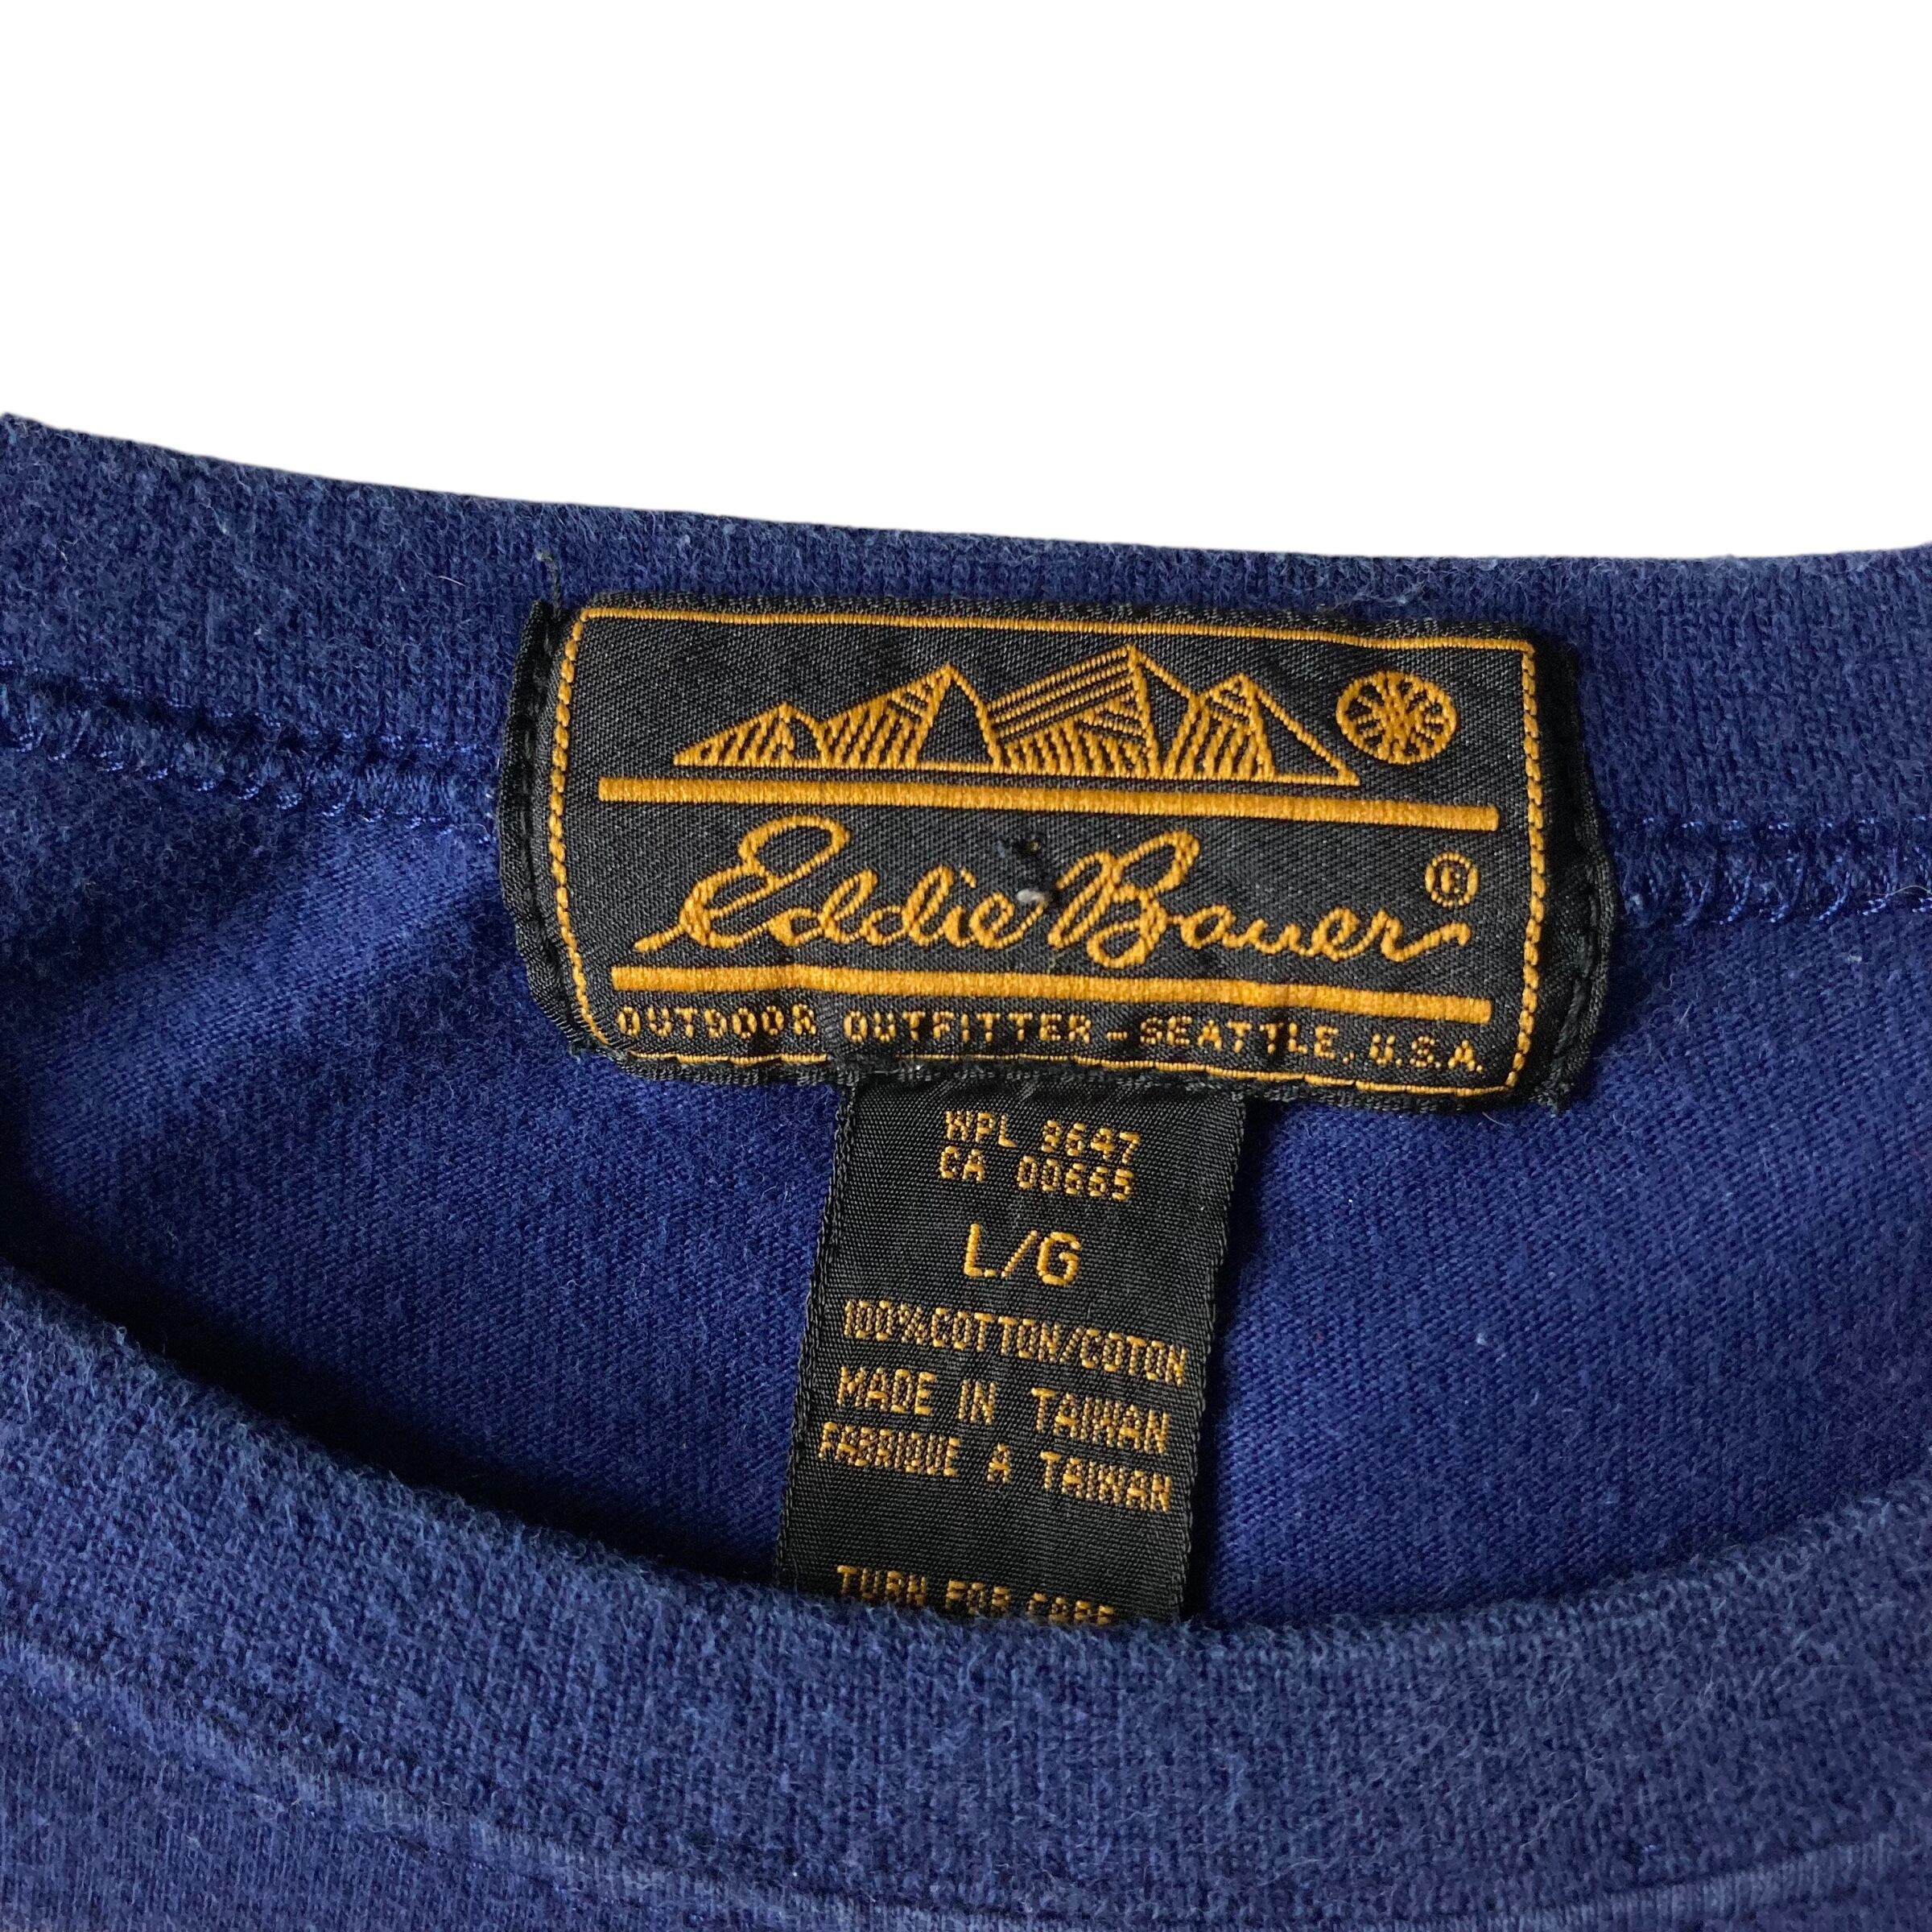 Eddie Bauer ®
OUTDOOR OUTFITTER - SEATTLE, U.S.A.
WPL 8647
CA 00665
L/G
100% COTTON/COTON
MADE IN TAIWAN
FABRIQUE A TAIWAN
TURN FOR CARE